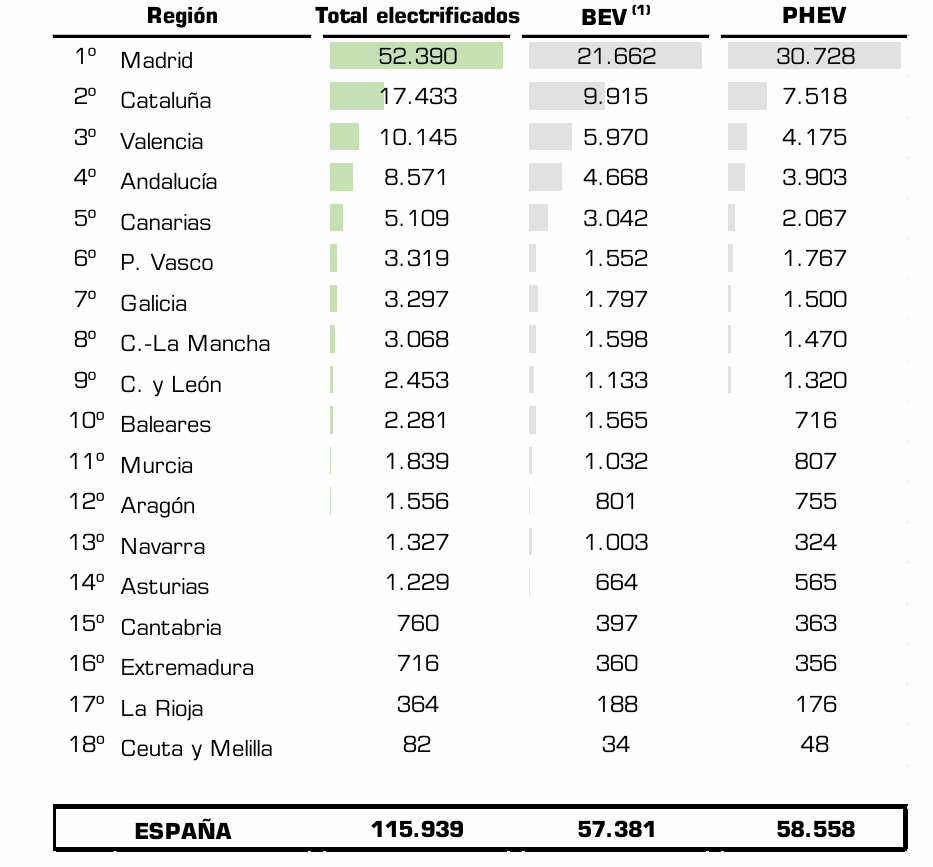 Región Total electrificados BEV (1) PHEV
1º Madrid 52.390 21.662 30.728
2º Cataluña 17.433 9.915 7.518
3º Valencia 10.145 5.970 4.175
4º Andalucía 8.571 4.668 3.903
5º Canarias 5.109 3.042 2.067
6º P. Vasco 3.319 1.552 1.767
7º Galicia 3.297 1.797 1.500
8º C.-La Mancha 3.068 1.598 1.470
9º C. y León 2.453 1.133 1.320
10º Baleares 2.281 1.565 716
11º Murcia 1.839 1.032 807
12º Aragón 1.556 801 755
13º Navarra 1.327 1.003 324
14º Asturias 1.229 664 565
15º Cantabria 760 397 363
16º Extremadura 716 360 356
17º La Rioja 364 188 176
18º Ceuta y Melilla 82 34 48
ESPAÑA 115.939 57.381 58.558